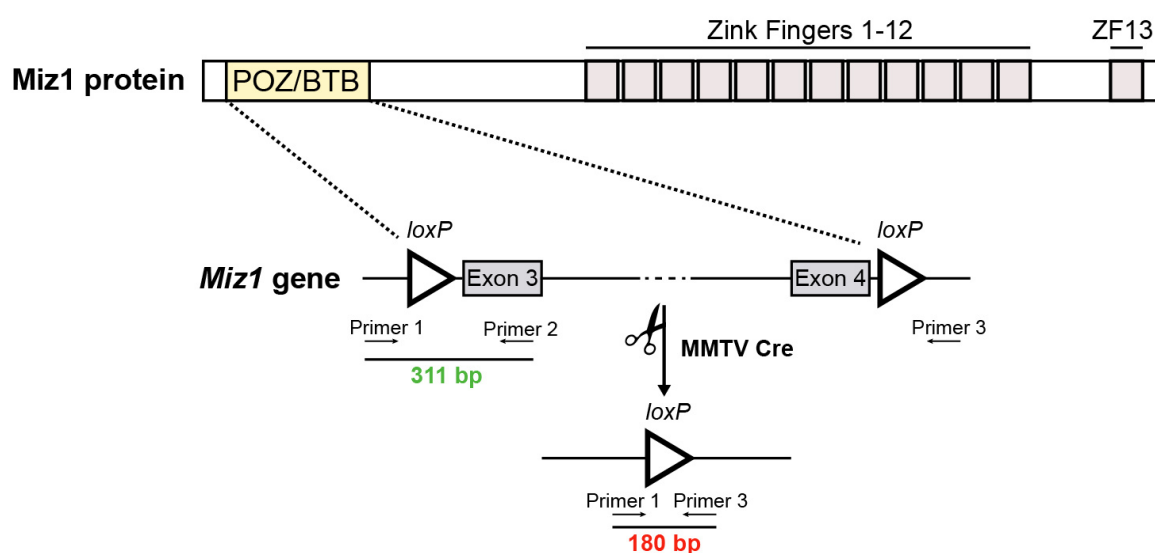 Zink Fingers 1-12
ZF13
Miz1 protein
POZ/BTB
loxP
loxP
Miz1 gene
Exon 3
Exon 4
Primer 1
Primer 2
Primer 3
MMTV Cre
311 bp
loxP
Primer 1
Primer 3
180 bp